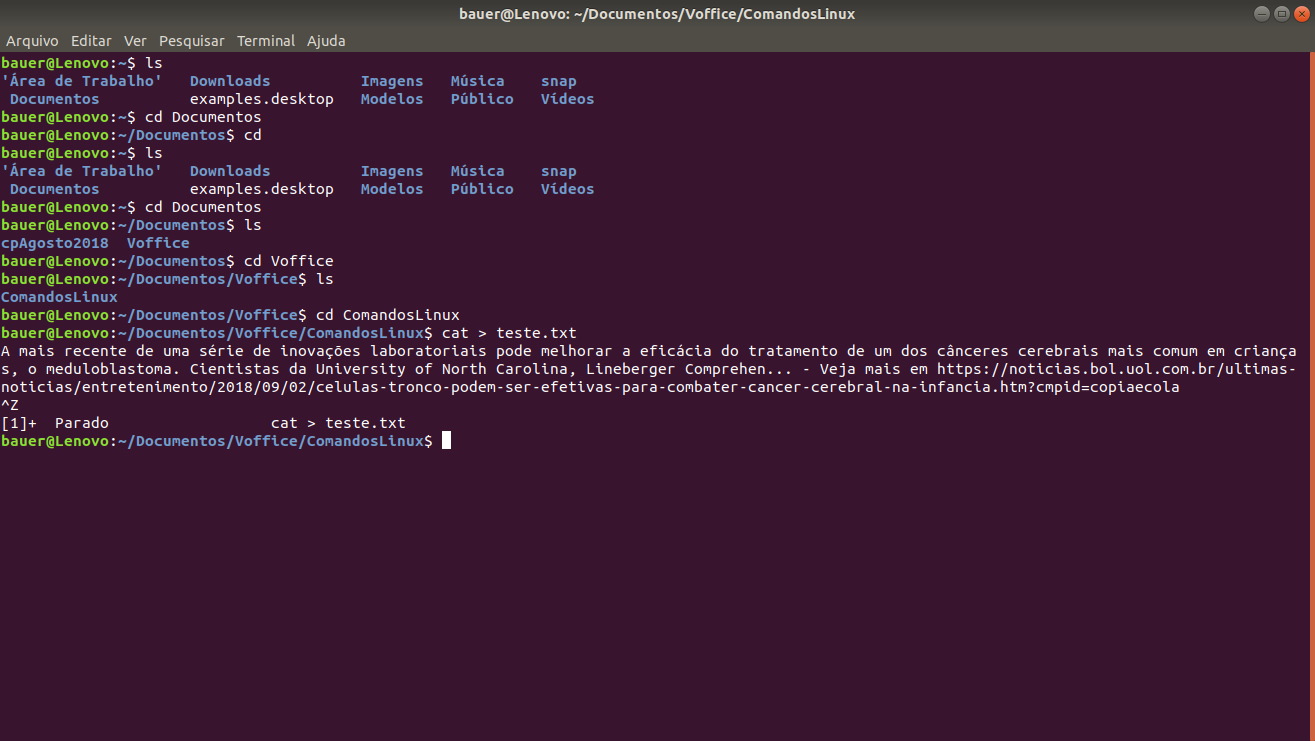 bauer@Lenovo: ~/Documentos/Voffice/ComandosLinux
Arquivo Editar Ver Pesquisar Terminal Ajuda
bauer@Lenovo:~$ ls
'Área de Trabalho'   Downloads          Imagens   Música    snap
 Documentos          examples.desktop   Modelos   Público   Vídeos
bauer@Lenovo:~$ cd Documentos
bauer@Lenovo:~/Documentos$ cd
bauer@Lenovo:~$ ls
'Área de Trabalho'   Downloads          Imagens   Música    snap
 Documentos          examples.desktop   Modelos   Público   Vídeos
bauer@Lenovo:~$ cd Documentos
bauer@Lenovo:~/Documentos$ ls
cpAgosto2018  Voffice
bauer@Lenovo:~/Documentos$ cd Voffice
bauer@Lenovo:~/Documentos/Voffice$ ls
ComandosLinux
bauer@Lenovo:~/Documentos/Voffice$ cd ComandosLinux
bauer@Lenovo:~/Documentos/Voffice/ComandosLinux$ cat > teste.txt
A mais recente de uma série de inovações laboratoriais pode melhorar a eficácia do tratamento de um dos cânceres cerebrais mais comum em criança
s, o meduloblastoma. Cientistas da University of North Carolina, Lineberger Comprehen... - Veja mais em https://noticias.bol.uol.com.br/ultimas-
noticias/entretenimento/2018/09/02/celulas-tronco-podem-ser-efetivas-para-combater-cancer-cerebral-na-infancia.htm?cmpid=copiaecola
^Z
[1]+  Parado                  cat > teste.txt
bauer@Lenovo:~/Documentos/Voffice/ComandosLinux$